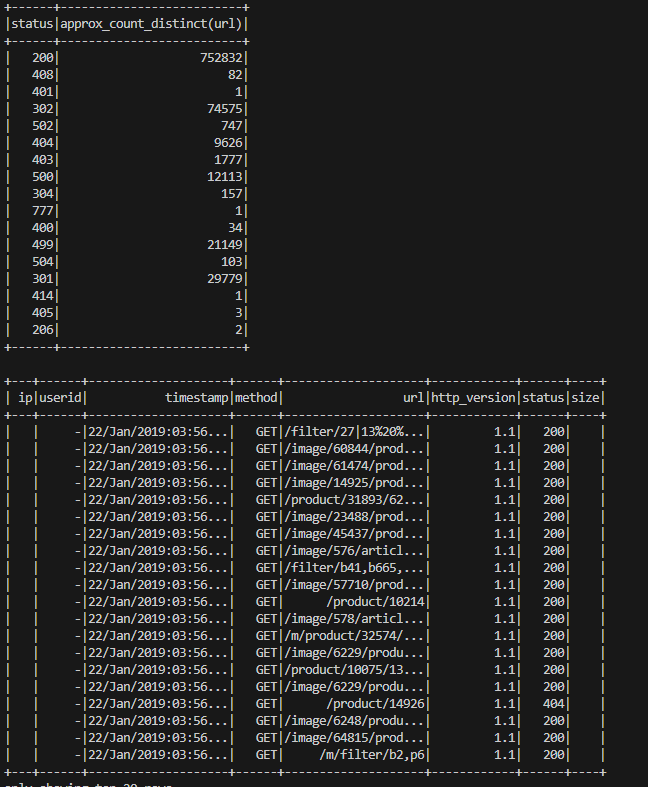 +------+--------------------------+
|status|approx_count_distinct(url)|
+------+--------------------------+
|   200|                    752832|
|   408|                        82|
|   401|                         1|
|   302|                     74575|
|   502|                       747|
|   404|                      9626|
|   403|                      1777|
|   500|                     12113|
|   304|                       157|
|   777|                         1|
|   400|                        34|
|   499|                     21149|
|   504|                       103|
|   301|                     29779|
|   414|                         1|
|   405|                         3|
|   206|                         2|
+------+--------------------------+
+---+------+--------------------+------+--------------------+------------+------+----+
| ip|userid|           timestamp|method|                 url|http_version|status|size|
+---+------+--------------------+------+--------------------+------------+------+----+
|   |     -|22/Jan/2019:03:56...|   GET|/filter/27|13%20%...|         1.1|   200|    |
|   |     -|22/Jan/2019:03:56...|   GET|/image/60844/prod...|         1.1|   200|    |
|   |     -|22/Jan/2019:03:56...|   GET|/image/61474/prod...|         1.1|   200|    |
|   |     -|22/Jan/2019:03:56...|   GET|/image/14925/prod...|         1.1|   200|    |
|   |     -|22/Jan/2019:03:56...|   GET|/product/31893/62...|         1.1|   200|    |
|   |     -|22/Jan/2019:03:56...|   GET|/image/23488/prod...|         1.1|   200|    |
|   |     -|22/Jan/2019:03:56...|   GET|/image/45437/prod...|         1.1|   200|    |
|   |     -|22/Jan/2019:03:56...|   GET|/image/576/articl...|         1.1|   200|    |
|   |     -|22/Jan/2019:03:56...|   GET|/filter/b41,b665,...|         1.1|   200|    |
|   |     -|22/Jan/2019:03:56...|   GET|/image/57710/prod...|         1.1|   200|    |
|   |     -|22/Jan/2019:03:56...|   GET|      /product/10214|         1.1|   200|    |
|   |     -|22/Jan/2019:03:56...|   GET|/image/578/articl...|         1.1|   200|    |
|   |     -|22/Jan/2019:03:56...|   GET|/m/product/32574/...|         1.1|   200|    |
|   |     -|22/Jan/2019:03:56...|   GET|/image/6229/produ...|         1.1|   200|    |
|   |     -|22/Jan/2019:03:56...|   GET|/product/10075/13...|         1.1|   200|    |
|   |     -|22/Jan/2019:03:56...|   GET|/image/6229/produ...|         1.1|   200|    |
|   |     -|22/Jan/2019:03:56...|   GET|      /product/14926|         1.1|   404|    |
|   |     -|22/Jan/2019:03:56...|   GET|/image/6248/produ...|         1.1|   200|    |
|   |     -|22/Jan/2019:03:56...|   GET|/image/64815/prod...|         1.1|   200|    |
|   |     -|22/Jan/2019:03:56...|   GET|     /m/filter/b2,p6|         1.1|   200|    |
+---+------+--------------------+------+--------------------+------------+------+----+
only showing top 20 rows